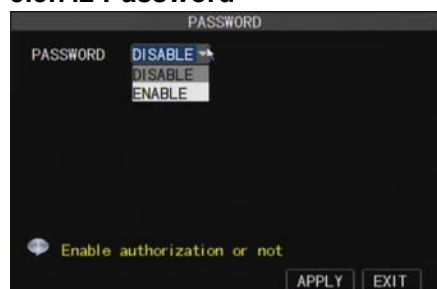 PASSWORD
PASSWORD DISABLE
DISABLE
ENABLE
Enable authorization or not
APPLY EXIT